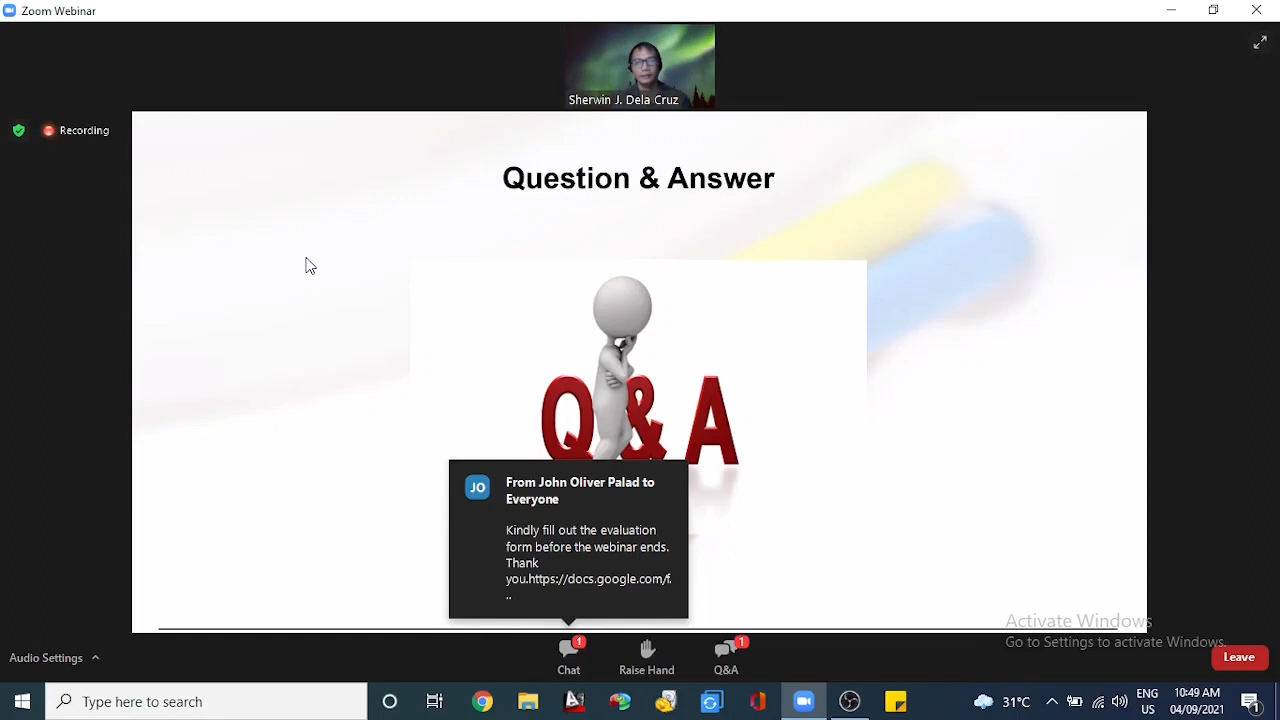 Zoom Webinar
Sherwin J. Dela Cruz
Recording
Question & Answer
Q & A
JO
From John Oliver Palad to
Everyone
Kindly fill out the evaluation
form before the webinar ends.
Thank
you.https://docs.google.com/f.
..
Activate Windows
Go to Settings to activate Windows.
Audio Settings
1
Chat
Raise Hand
1
Q&A
Leave
Type here to search
31°C
ENG
US
10:49 AM
04/09/2021
1